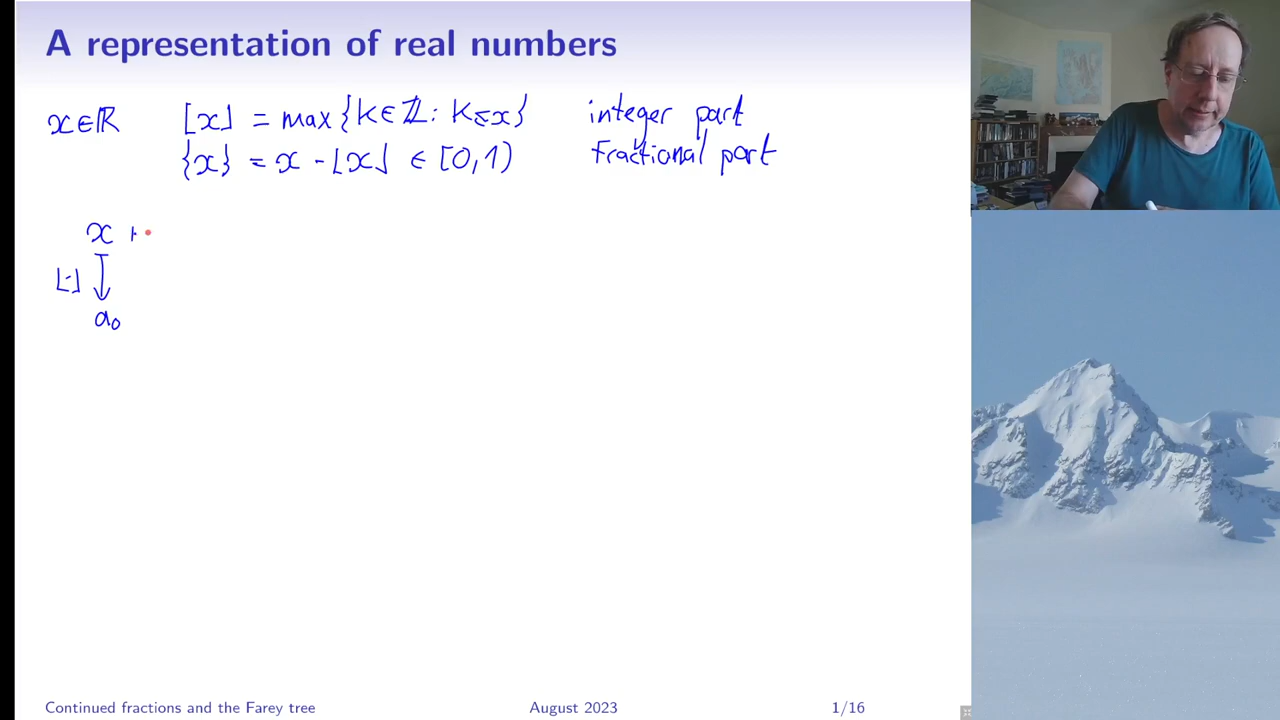 A representation of real numbers
x∈ℝ ⌊x⌋ = max{k∈ℤ: k≤x} integer part
{x} = x - ⌊x⌋ ∈ [0,1) fractional part
x ↦
⌊·⌋
a₀
Continued fractions and the Farey tree August 2023 1/16